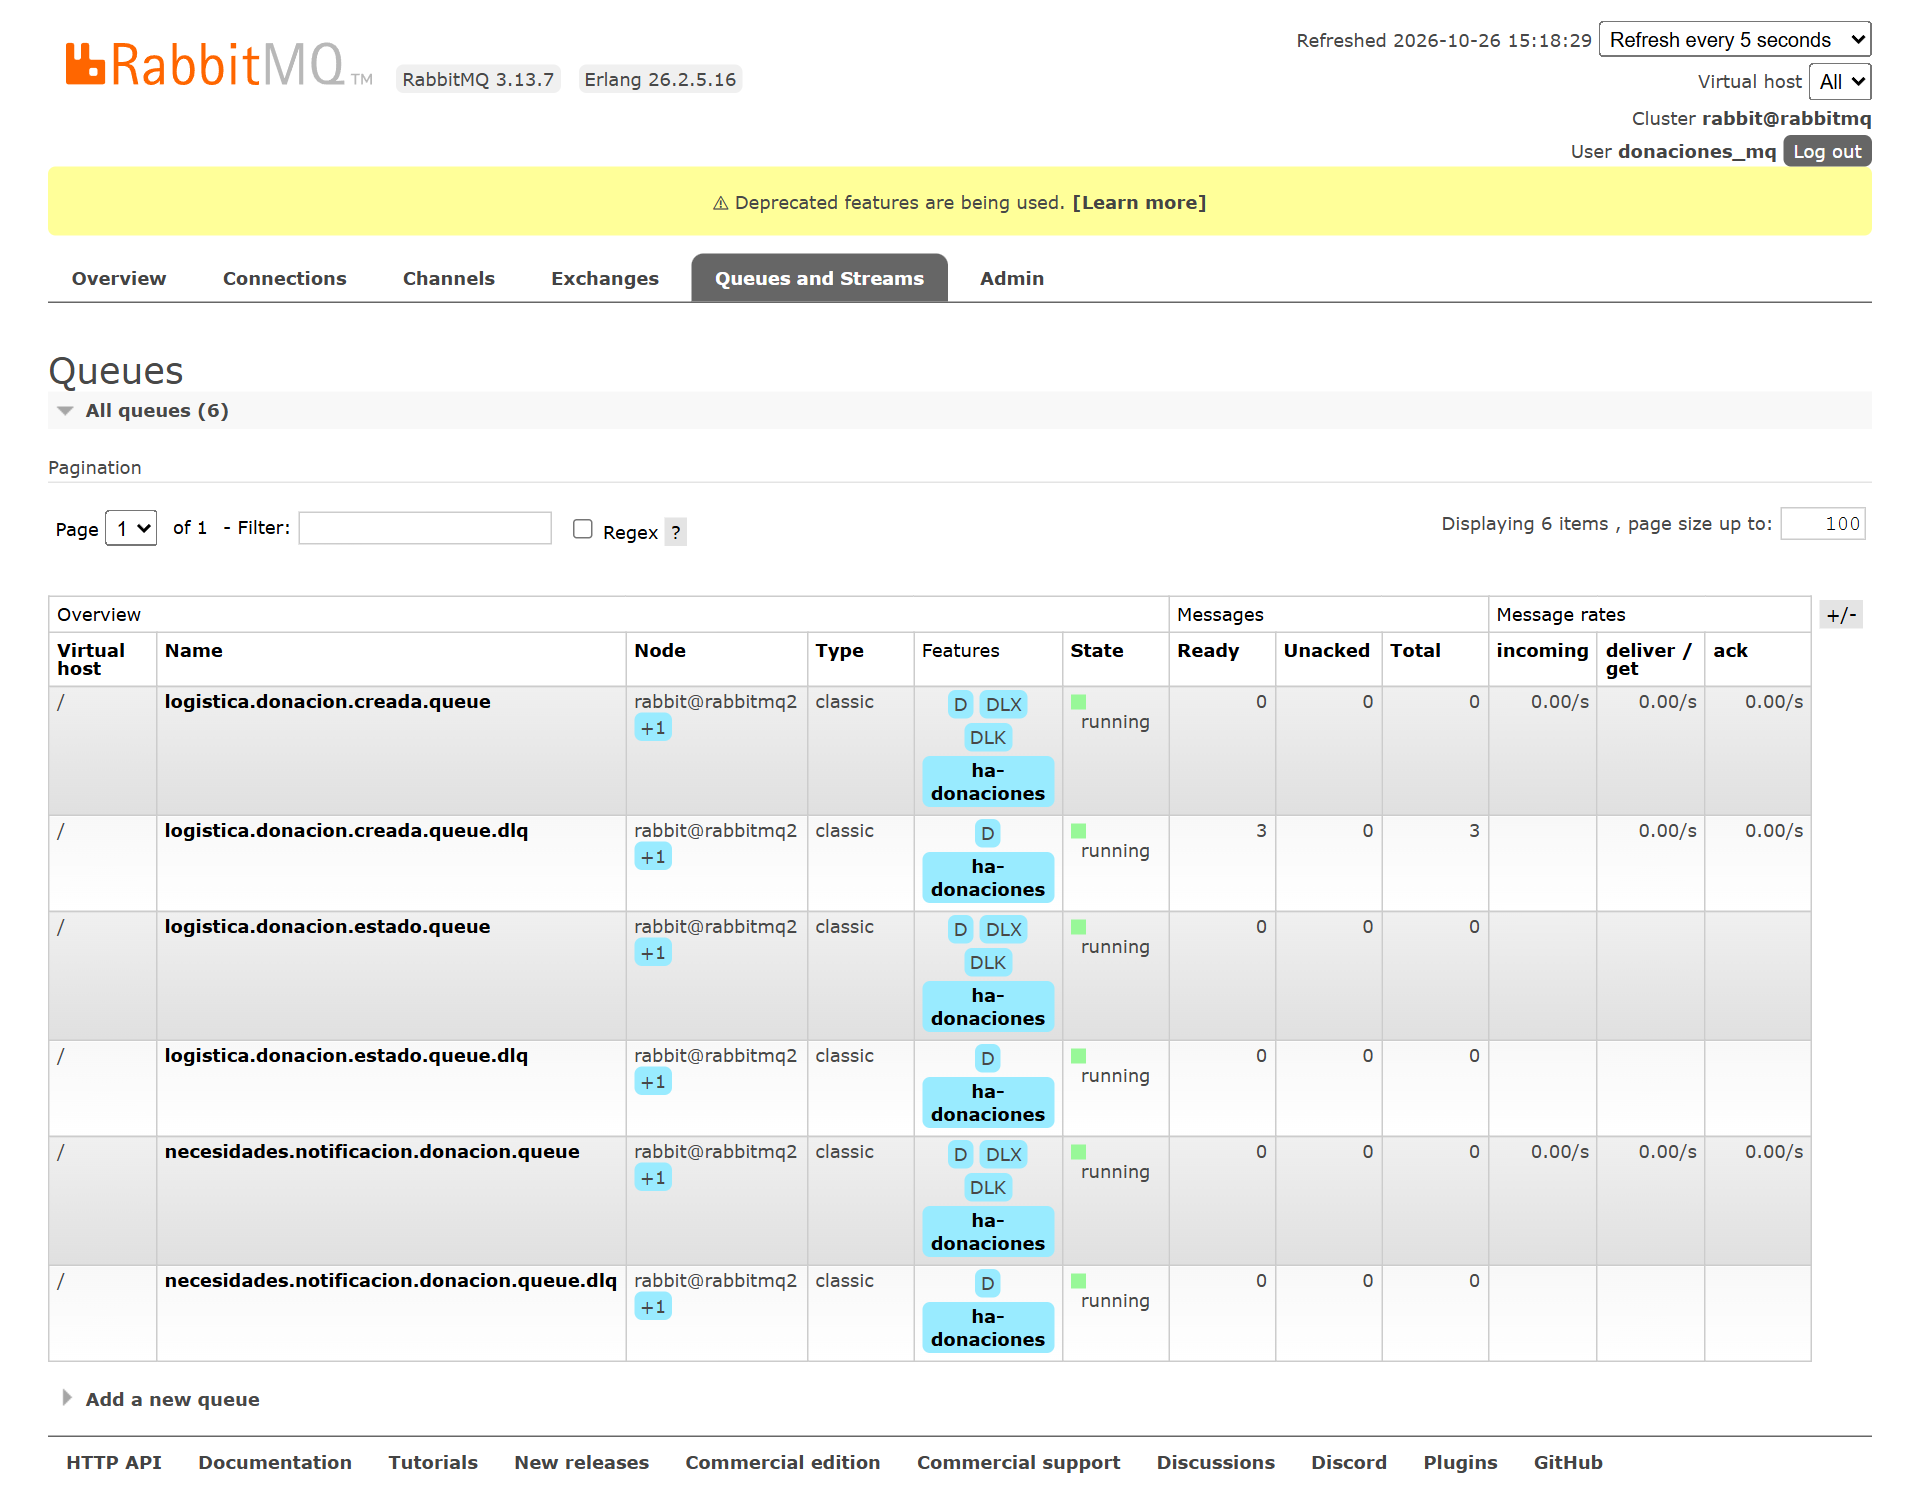 RabbitMQ TM RabbitMQ 3.13.7 Erlang 26.2.5.16
Refreshed 2026-10-26 15:18:29 Refresh every 5 seconds
Virtual host All
Cluster rabbit@rabbitmq
User donaciones_mq Log out
⚠ Deprecated features are being used. [Learn more]
Overview Connections Channels Exchanges Queues and Streams Admin
Queues
All queues (6)
Pagination
Page 1 of 1 - Filter: Regex ? Displaying 6 items , page size up to: 100
Overview Messages Message rates +/-
Virtual host Name Node Type Features State Ready Unacked Total incoming deliver / get ack
/ logistica.donacion.creada.queue rabbit@rabbitmq2 classic D DLX running 0 0 0 0.00/s 0.00/s 0.00/s
+1 DLK
ha-
donaciones
/ logistica.donacion.creada.queue.dlq rabbit@rabbitmq2 classic D running 3 0 3 0.00/s 0.00/s
+1 ha-
donaciones
/ logistica.donacion.estado.queue rabbit@rabbitmq2 classic D DLX running 0 0 0
+1 DLK
ha-
donaciones
/ logistica.donacion.estado.queue.dlq rabbit@rabbitmq2 classic D running 0 0 0
+1 ha-
donaciones
/ necesidades.notificacion.donacion.queue rabbit@rabbitmq2 classic D DLX running 0 0 0 0.00/s 0.00/s 0.00/s
+1 DLK
ha-
donaciones
/ necesidades.notificacion.donacion.queue.dlq rabbit@rabbitmq2 classic D running 0 0 0
+1 ha-
donaciones
Add a new queue
HTTP API Documentation Tutorials New releases Commercial edition Commercial support Discussions Discord Plugins GitHub